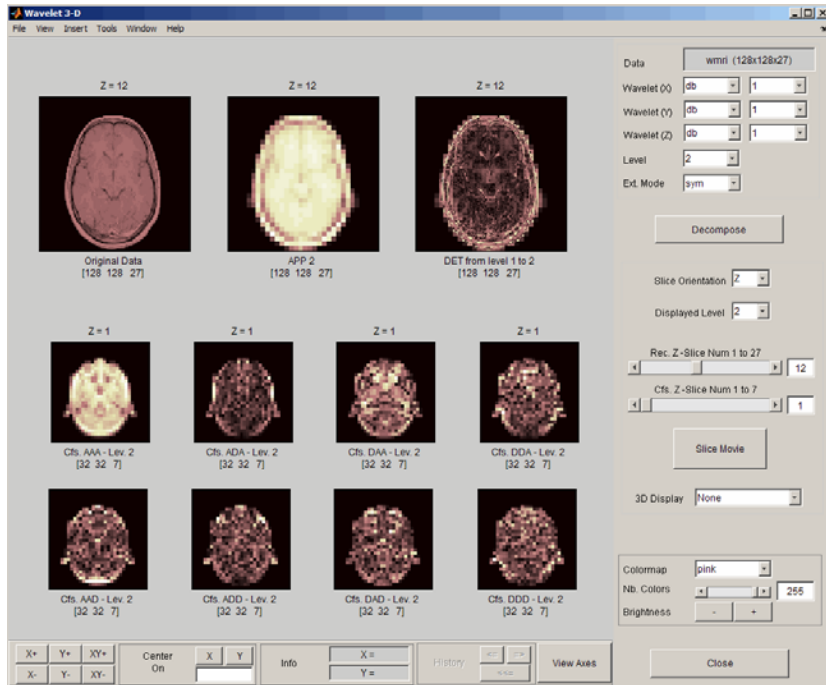 Wavelet 3-D
File View Insert Tools Window Help
Z = 12 Z = 12 Z = 12
Original Data APP 2 DET from level 1 to 2
[128 128 27] [128 128 27] [128 128 27]
Z = 1 Z = 1 Z = 1 Z = 1
Cfs. AAA - Lev. 2 Cfs. ADA - Lev. 2 Cfs. DAA - Lev. 2 Cfs. DDA - Lev. 2
[32 32 7] [32 32 7] [32 32 7] [32 32 7]
Cfs. AAD - Lev. 2 Cfs. ADD - Lev. 2 Cfs. DAD - Lev. 2 Cfs. DDD - Lev. 2
[32 32 7] [32 32 7] [32 32 7] [32 32 7]
Data wmri (128x128x27)
Wavelet (X) db 1
Wavelet (Y) db 1
Wavelet (Z) db 1
Level 2
Ext. Mode sym
Decompose
Slice Orientation Z
Displayed Level 2
Rec. Z-Slice Num 1 to 27
12
Cfs. Z-Slice Num 1 to 7
1
Slice Movie
3D Display None
Colormap pink
Nb. Colors 255
Brightness - +
X+ Y+ XY+
X- Y- XY-
Center On X Y
Info X = 
Y =
History <= => <<=
View Axes
Close